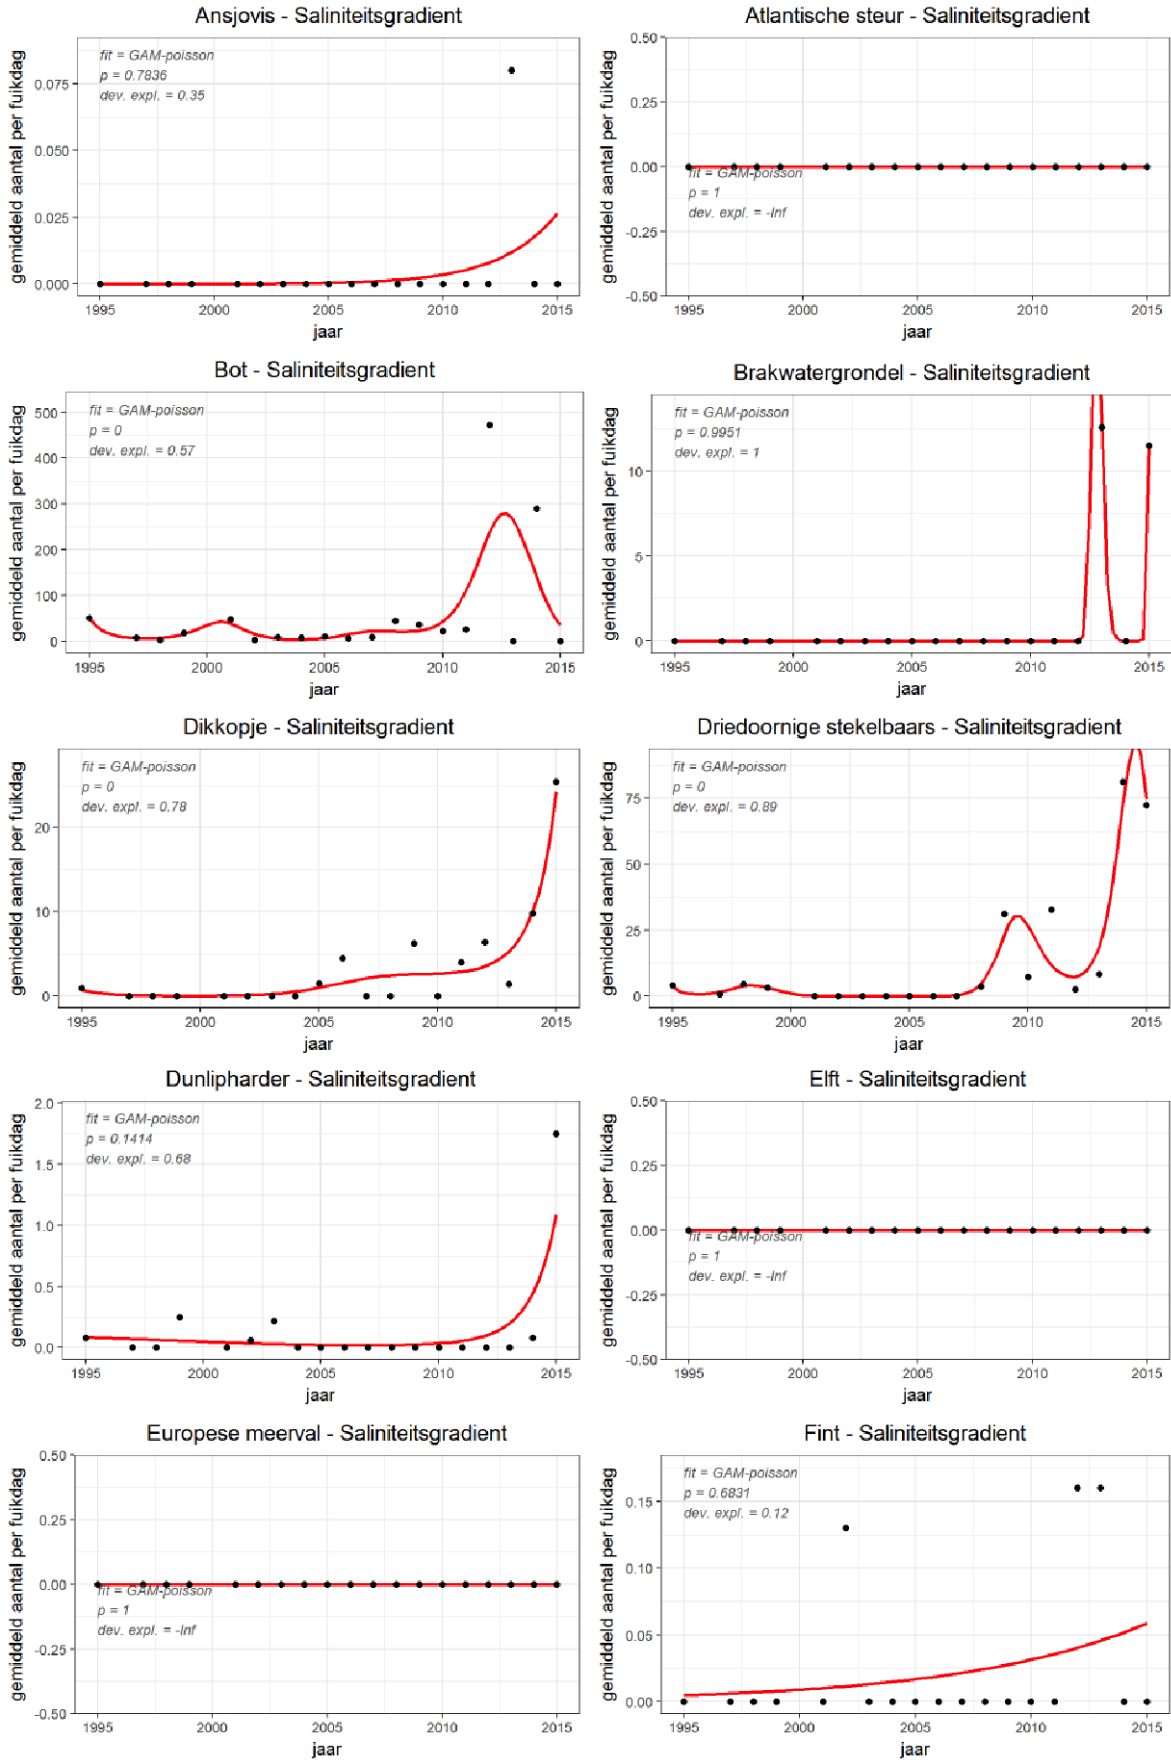 Ansjovis - Saliniteitsgradient
gemiddeld aantal per fuikdag
fit = GAM-poisson
p = 0.7836
dev. expl. = 0.35
0.075
0.050
0.025
0.000
1995 2000 2005 2010 2015
jaar
Atlantische steur - Saliniteitsgradient
gemiddeld aantal per fuikdag
0.50
0.25
0.00
-0.25
-0.50
fit = GAM-poisson
p = 1
dev. expl. = -Inf
1995 2000 2005 2010 2015
jaar
Bot - Saliniteitsgradient
gemiddeld aantal per fuikdag
fit = GAM-poisson
p = 0
dev. expl. = 0.57
500
400
300
200
100
0
1995 2000 2005 2010 2015
jaar
Brakwatergrondel - Saliniteitsgradient
gemiddeld aantal per fuikdag
fit = GAM-poisson
p = 0.9951
dev. expl. = 1
10
5
0
1995 2000 2005 2010 2015
jaar
Dikkopje - Saliniteitsgradient
gemiddeld aantal per fuikdag
fit = GAM-poisson
p = 0
dev. expl. = 0.78
20
10
0
1995 2000 2005 2010 2015
jaar
Driedoornige stekelbaars - Saliniteitsgradient
gemiddeld aantal per fuikdag
fit = GAM-poisson
p = 0
dev. expl. = 0.89
75
50
25
0
1995 2000 2005 2010 2015
jaar
Dunlipharder - Saliniteitsgradient
gemiddeld aantal per fuikdag
fit = GAM-poisson
p = 0.1414
dev. expl. = 0.68
2.0
1.5
1.0
0.5
0.0
1995 2000 2005 2010 2015
jaar
Elft - Saliniteitsgradient
gemiddeld aantal per fuikdag
0.50
0.25
0.00
-0.25
-0.50
fit = GAM-poisson
p = 1
dev. expl. = -Inf
1995 2000 2005 2010 2015
jaar
Europese meerval - Saliniteitsgradient
gemiddeld aantal per fuikdag
0.50
0.25
0.00
-0.25
-0.50
fit = GAM-poisson
p = 1
dev. expl. = -Inf
1995 2000 2005 2010 2015
jaar
Fint - Saliniteitsgradient
gemiddeld aantal per fuikdag
fit = GAM-poisson
p = 0.6831
dev. expl. = 0.12
0.15
0.10
0.05
0.00
1995 2000 2005 2010 2015
jaar